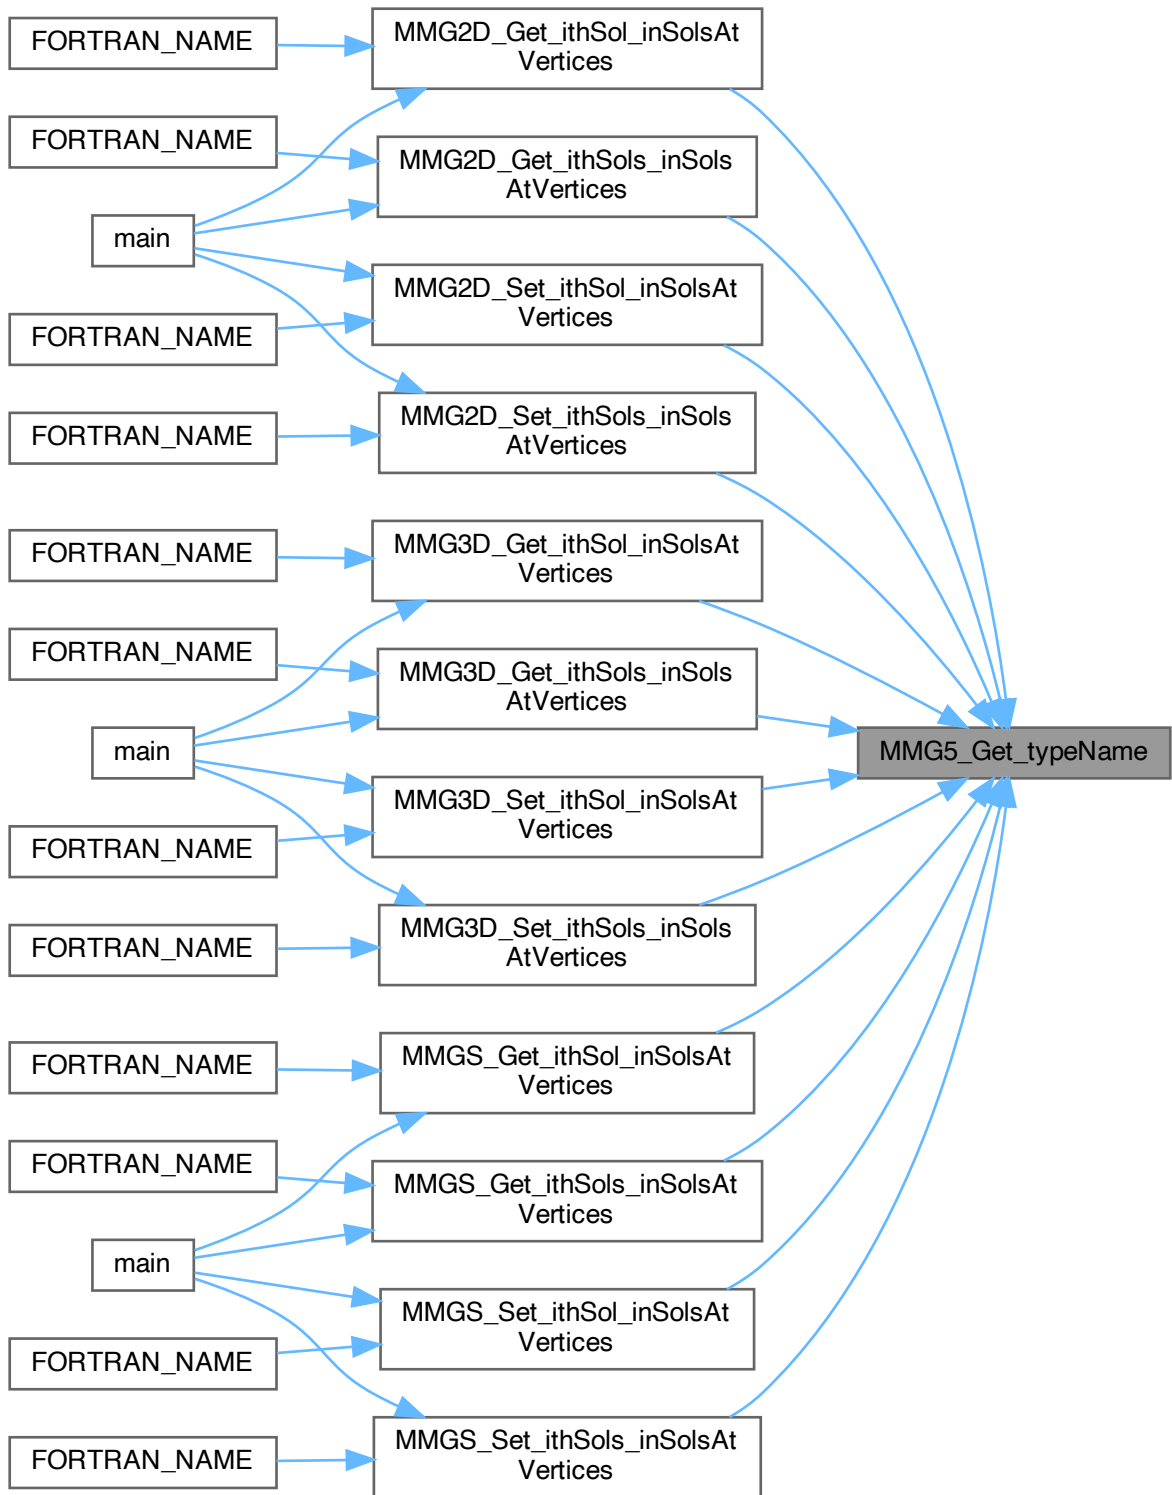 FORTRAN_NAME
MMG2D_Get_ithSol_inSolsAt
Vertices
FORTRAN_NAME
MMG2D_Get_ithSols_inSols
AtVertices
main
MMG2D_Set_ithSol_inSolsAt
Vertices
FORTRAN_NAME
MMG2D_Set_ithSols_inSols
AtVertices
FORTRAN_NAME
MMG3D_Get_ithSol_inSolsAt
Vertices
FORTRAN_NAME
MMG3D_Get_ithSols_inSols
AtVertices
FORTRAN_NAME
main
MMG5_Get_typeName
MMG3D_Set_ithSol_inSolsAt
Vertices
FORTRAN_NAME
MMG3D_Set_ithSols_inSols
AtVertices
FORTRAN_NAME
MMGS_Get_ithSol_inSolsAt
Vertices
FORTRAN_NAME
MMGS_Get_ithSols_inSolsAt
Vertices
FORTRAN_NAME
main
MMGS_Set_ithSol_inSolsAt
Vertices
FORTRAN_NAME
MMGS_Set_ithSols_inSolsAt
Vertices
FORTRAN_NAME